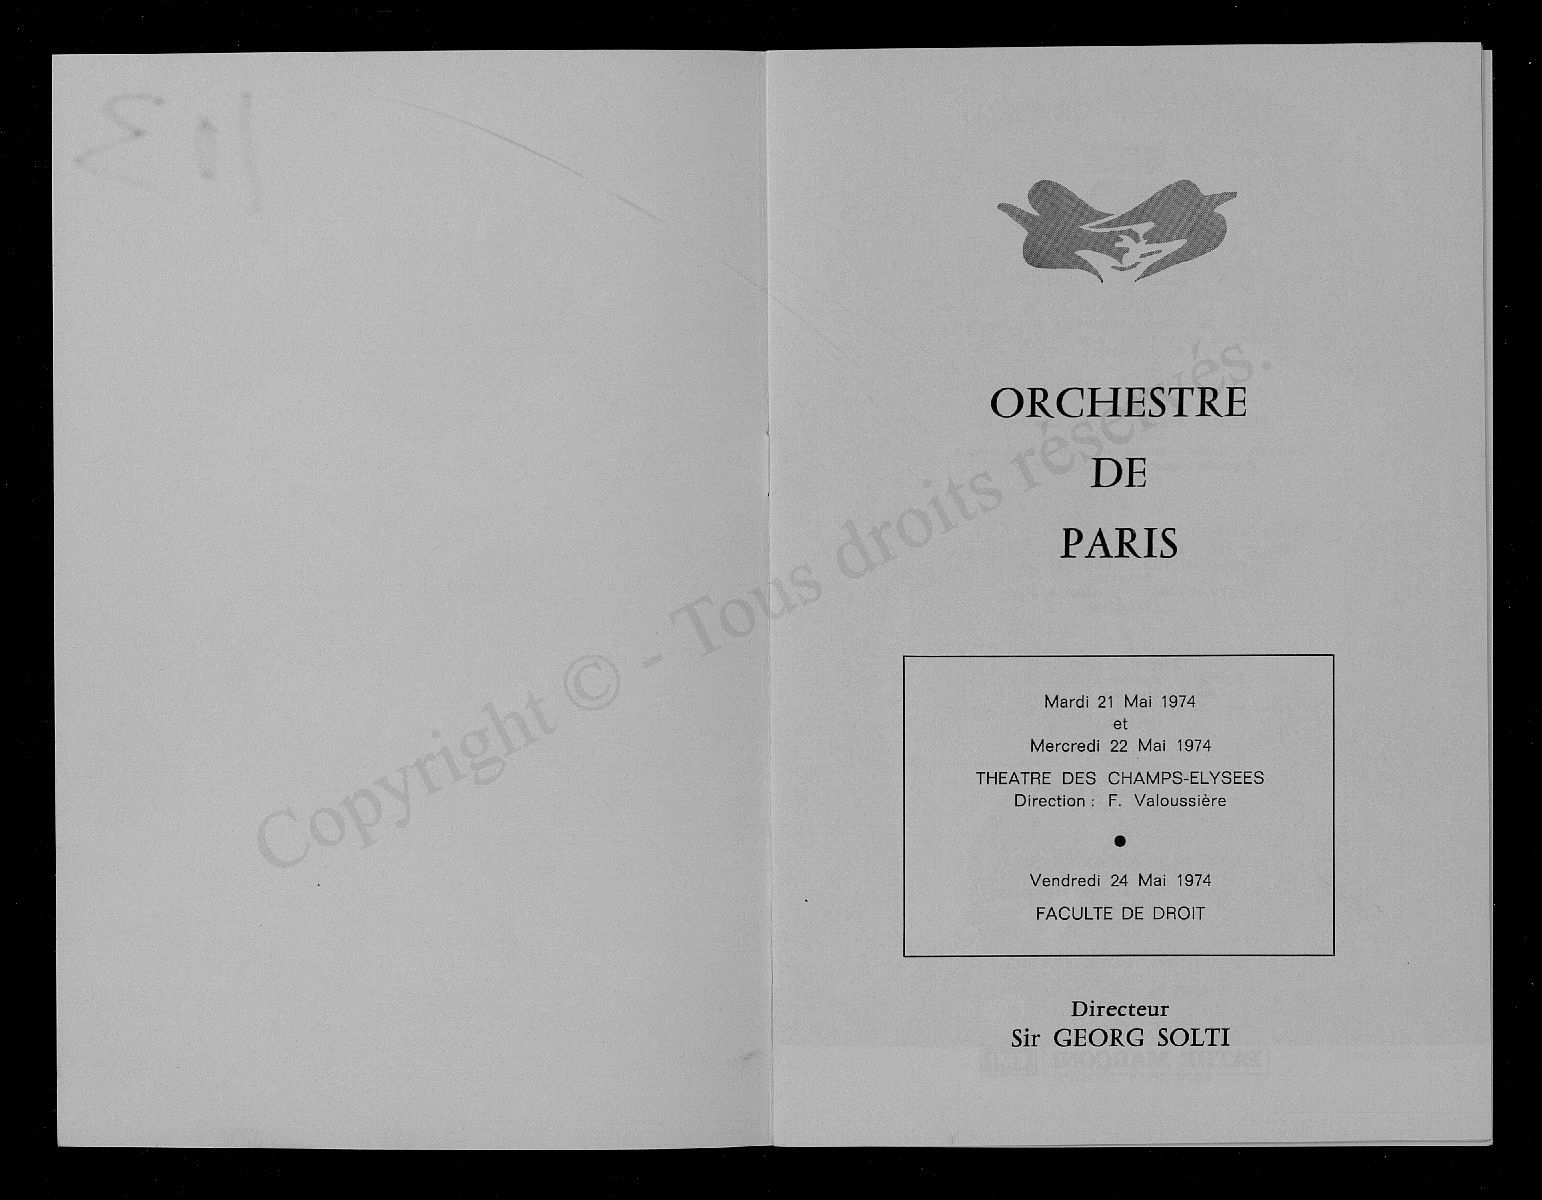 ORCHESTRE
DE
PARIS
Mardi 21 Mai 1974
et
Mercredi 22 Mai 1974
THEATRE DES CHAMPS-ELYSEES
Direction : F. Valoussière
Vendredi 24 Mai 1974
FACULTE DE DROIT
Directeur
Sir GEORG SOLTI
Copyright © - Tous droits réservés.